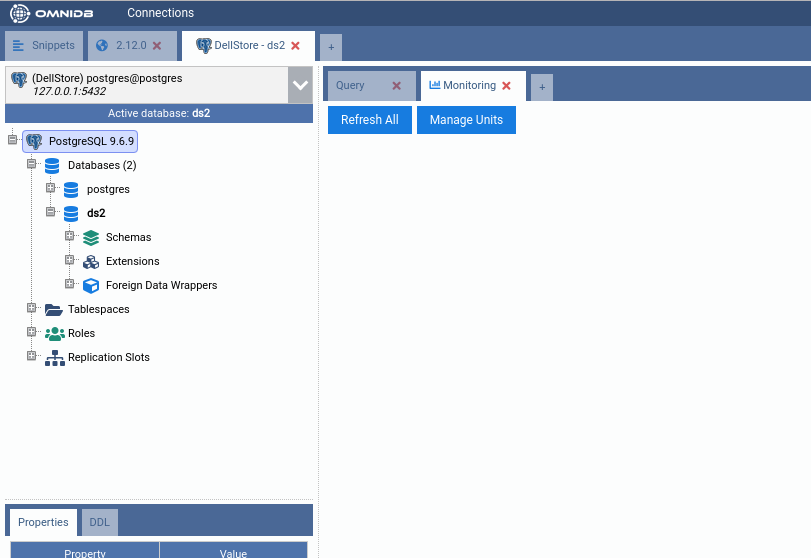 OMNIDB Connections
Snippets 2.12.0 DellStore - ds2 +
(DellStore) postgres@postgres
127.0.0.1:5432
Active database: ds2
PostgreSQL 9.6.9
Databases (2)
postgres
ds2
Schemas
Extensions
Foreign Data Wrappers
Tablespaces
Roles
Replication Slots
Properties DDL
Property Value
Query Monitoring +
Refresh All Manage Units